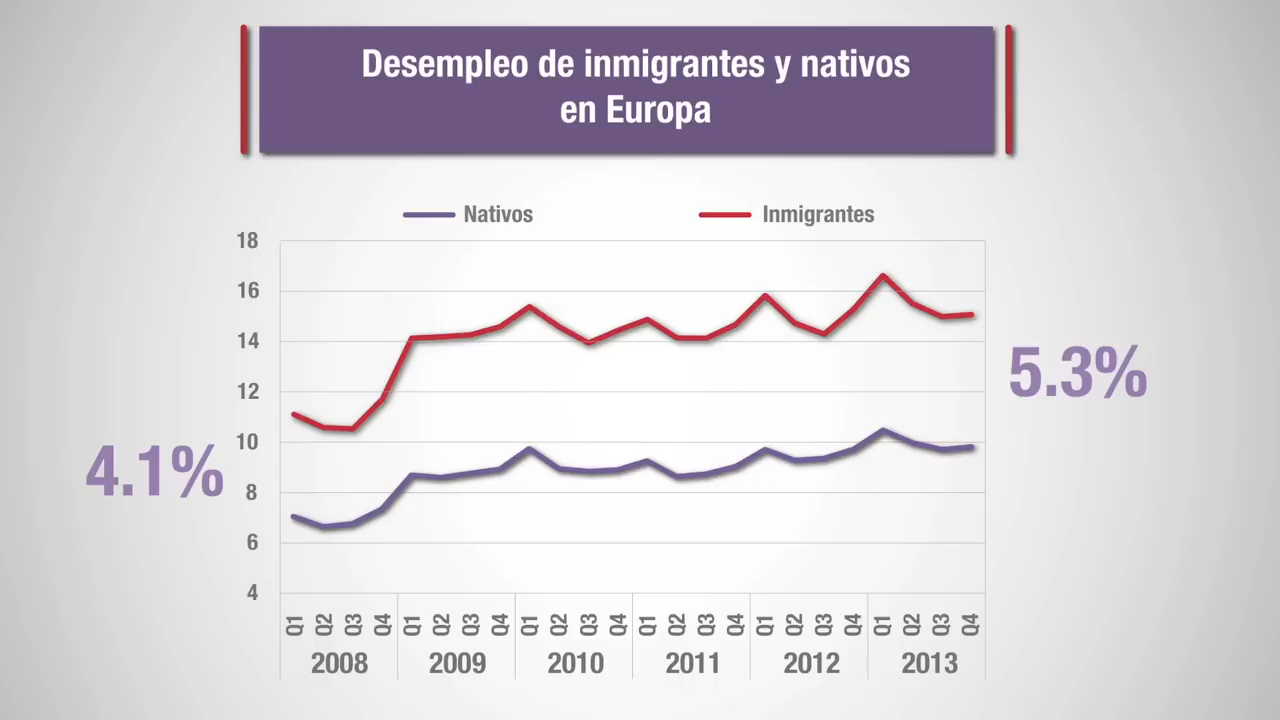 Desempleo de inmigrantes y nativos
en Europa
Nativos Inmigrantes
18
16
14
12
10
8
6
4
4.1%
5.3%
Q1 Q2 Q3 Q4 Q1 Q2 Q3 Q4 Q1 Q2 Q3 Q4 Q1 Q2 Q3 Q4 Q1 Q2 Q3 Q4 Q1 Q2 Q3 Q4
2008 2009 2010 2011 2012 2013